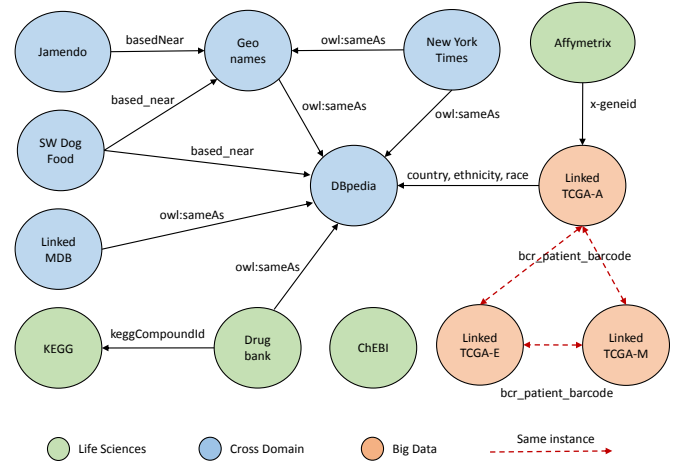 Jamendo
basedNear
Geo
names
owl:sameAs
New York
Times
Affymetrix
based_near
owl:sameAs
owl:sameAs
x-geneid
SW Dog
Food
based_near
DBpedia
country, ethnicity, race
Linked
TCGA-A
owl:sameAs
Linked
MDB
owl:sameAs
bcr_patient_barcode
KEGG
keggCompoundId
Drug
bank
ChEBI
Linked
TCGA-E
Linked
TCGA-M
bcr_patient_barcode
Life Sciences
Cross Domain
Big Data
Same instance